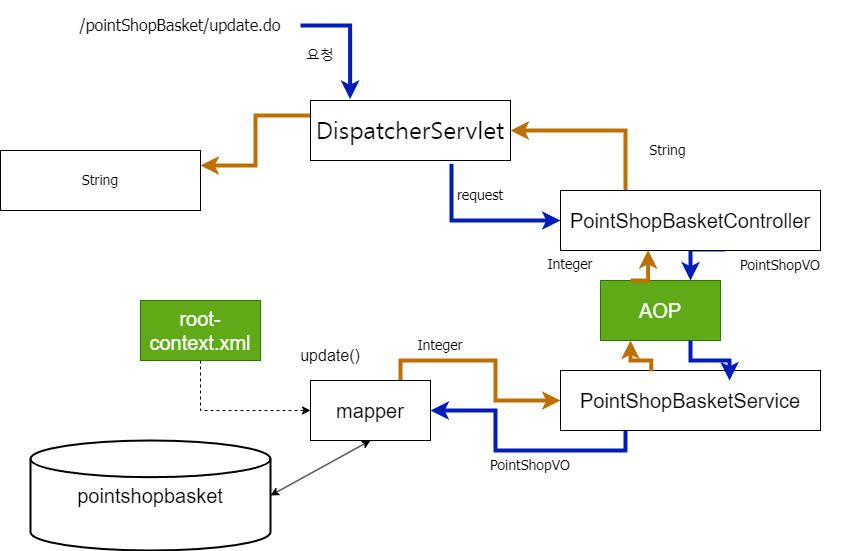 /pointShopBasket/update.do
요청
DispatcherServlet
String
String
request
PointShopBasketController
Integer
PointShopVO
AOP
root-
context.xml
update()
Integer
mapper
PointShopBasketService
PointShopVO
pointshopbasket